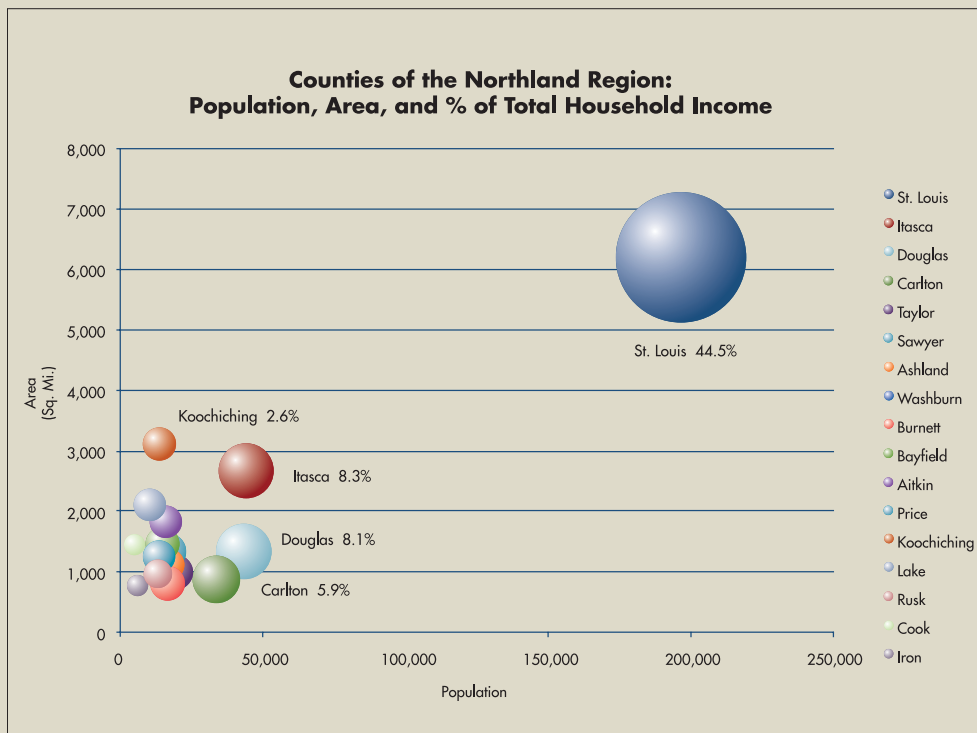 Counties of the Northland Region:
Population, Area, and % of Total Household Income
8,000
7,000
6,000
5,000
4,000
3,000
2,000
1,000
0
Area
(Sq. Mi.)
St. Louis 44.5%
Koochiching 2.6%
Itasca 8.3%
Douglas 8.1%
Carlton 5.9%
0
50,000
100,000
150,000
200,000
250,000
Population
St. Louis
Itasca
Douglas
Carlton
Taylor
Sawyer
Ashland
Washburn
Burnett
Bayfield
Aitkin
Price
Koochiching
Lake
Rusk
Cook
Iron